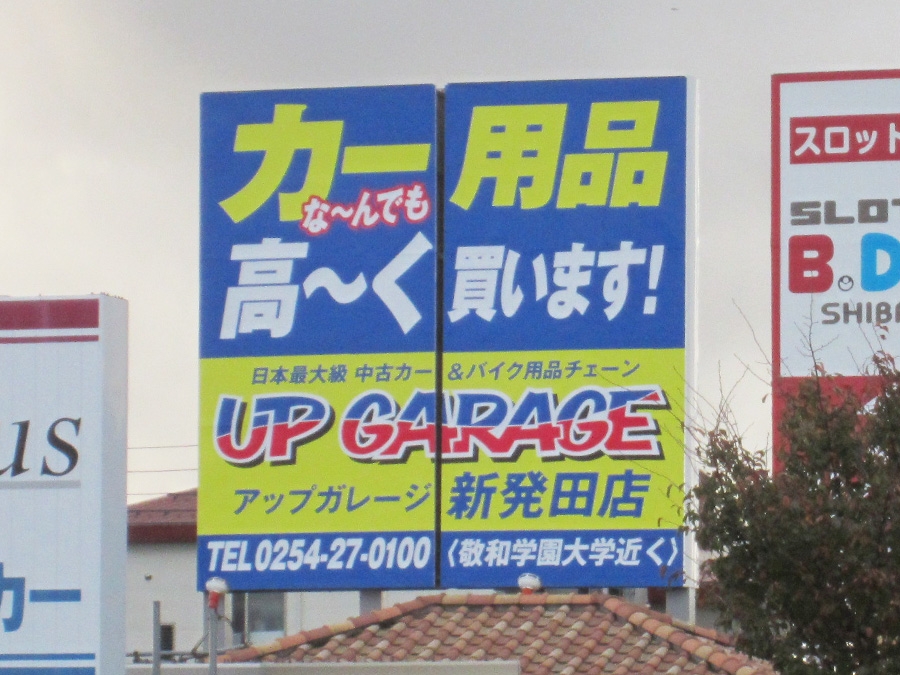 カー用品
な～んでも
高～く買います!
日本最大級 中古カー&バイク用品チェーン
UP GARAGE
アップガレージ 新発田店
TEL0254-27-0100〈敬和学園大学近く〉
スロット
SLOT
B.D
SHIBA
us
カー